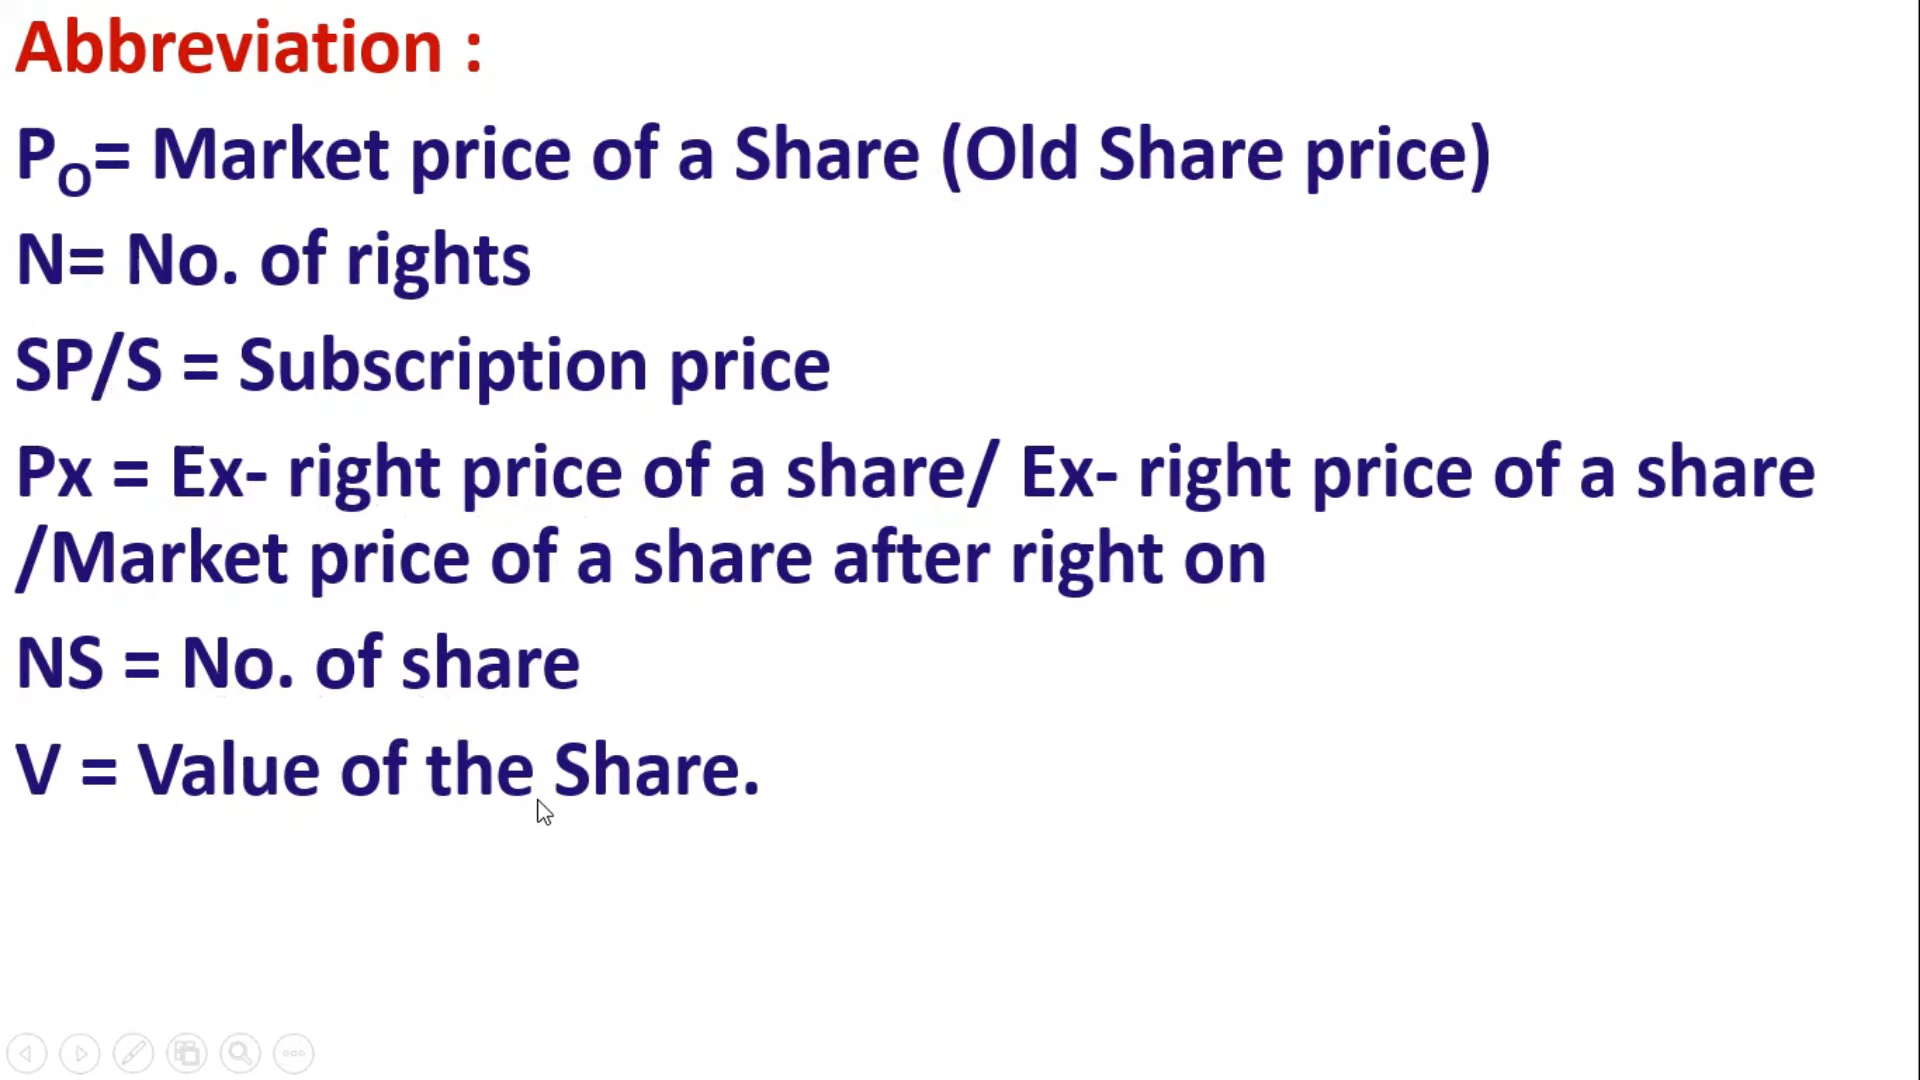 Abbreviation :
Po= Market price of a Share (Old Share price)
N= No. of rights
SP/S = Subscription price
Px = Ex- right price of a share/ Ex- right price of a share
/Market price of a share after right on
NS = No. of share
V = Value of the Share.